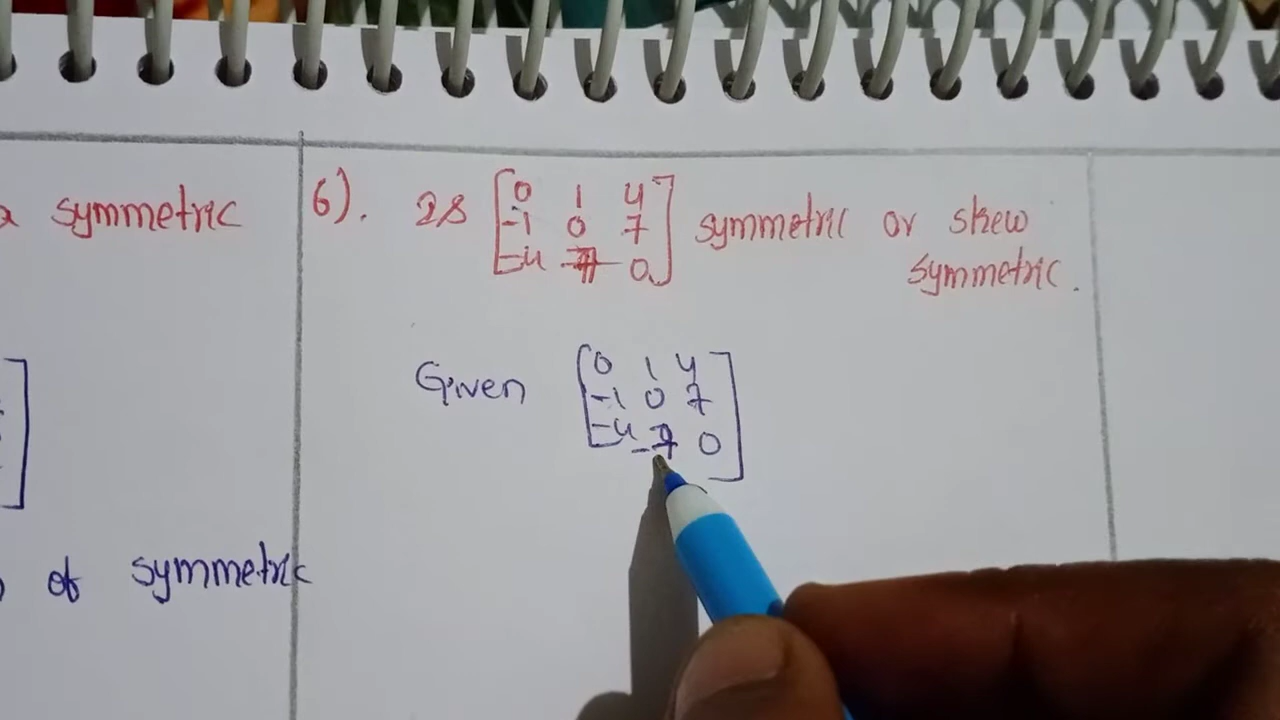 a symmetric
6). Is [0 1 4 symmetric or skew
-1 0 7
-4 -7 0] symmetric.
Given [0 1 4
-1 0 7
-4 -7 0]
]
of symmetric